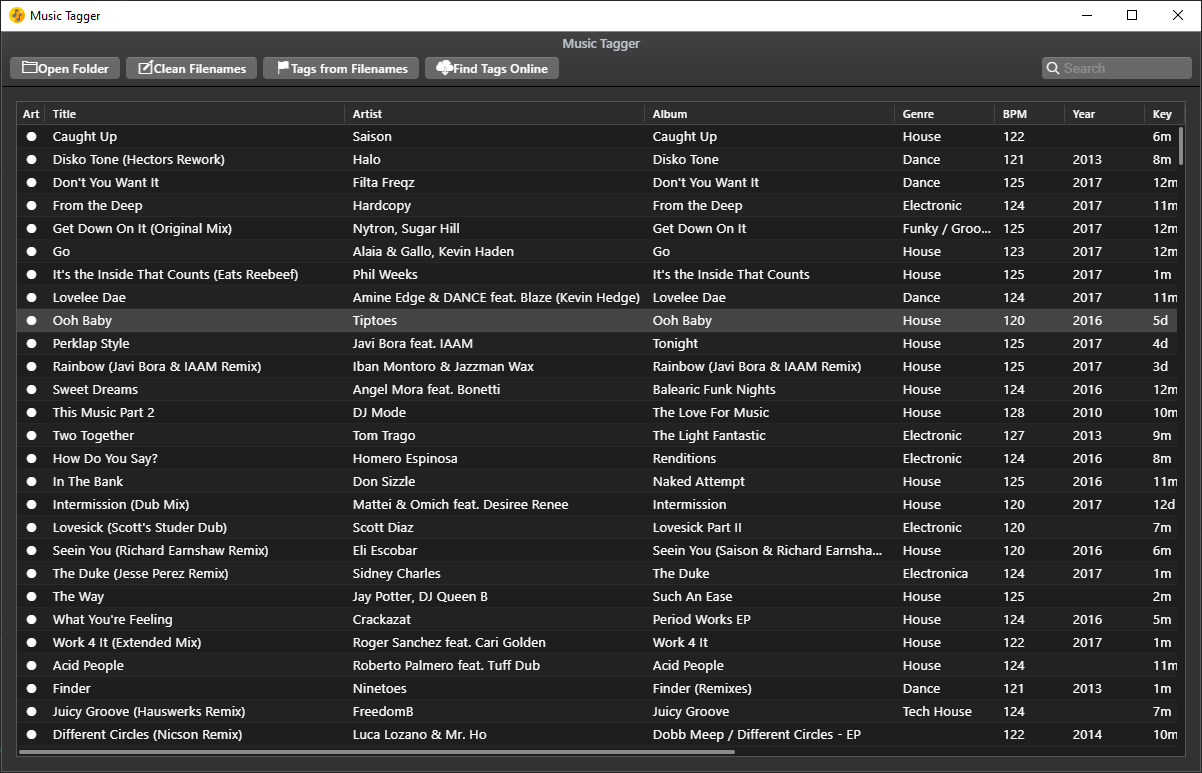 Music Tagger
Music Tagger
Open Folder Clean Filenames Tags from Filenames Find Tags Online Search
Art Title Artist Album Genre BPM Year Key
Caught Up Saison Caught Up House 122 6m
Disko Tone (Hectors Rework) Halo Disko Tone Dance 121 2013 8m
Don't You Want It Filta Freqz Don't You Want It Dance 125 2017 12m
From the Deep Hardcopy From the Deep Electronic 124 2017 11m
Get Down On It (Original Mix) Nytron, Sugar Hill Get Down On It Funky / Groo... 125 2017 12m
Go Alaia & Gallo, Kevin Haden Go House 123 2017 12m
It's the Inside That Counts (Eats Reebeef) Phil Weeks It's the Inside That Counts House 125 2017 1m
Lovelee Dae Amine Edge & DANCE feat. Blaze (Kevin Hedge) Lovelee Dae Dance 124 2017 11m
Ooh Baby Tiptoes Ooh Baby House 120 2016 5d
Perklap Style Javi Bora feat. IAAM Tonight House 125 2017 4d
Rainbow (Javi Bora & IAAM Remix) Iban Montoro & Jazzman Wax Rainbow (Javi Bora & IAAM Remix) House 125 2017 3d
Sweet Dreams Angel Mora feat. Bonetti Balearic Funk Nights House 124 2016 12m
This Music Part 2 DJ Mode The Love For Music House 128 2010 10m
Two Together Tom Trago The Light Fantastic Electronic 127 2013 9m
How Do You Say? Homero Espinosa Renditions Electronic 124 2016 8m
In The Bank Don Sizzle Naked Attempt House 125 2016 11m
Intermission (Dub Mix) Mattei & Omich feat. Desiree Renee Intermission House 120 2017 12d
Lovesick (Scott's Studer Dub) Scott Diaz Lovesick Part II Electronic 120 7m
Seein You (Richard Earnshaw Remix) Eli Escobar Seein You (Saison & Richard Earnsha... House 120 2016 6m
The Duke (Jesse Perez Remix) Sidney Charles The Duke Electronica 124 2017 1m
The Way Jay Potter, DJ Queen B Such An Ease House 125 2m
What You're Feeling Crackazat Period Works EP House 124 2016 5m
Work 4 It (Extended Mix) Roger Sanchez feat. Cari Golden Work 4 It House 122 2017 1m
Acid People Roberto Palmero feat. Tuff Dub Acid People House 124 11m
Finder Ninetoes Finder (Remixes) Dance 121 2013 1m
Juicy Groove (Hauswerks Remix) FreedomB Juicy Groove Tech House 124 7m
Different Circles (Nicson Remix) Luca Lozano & Mr. Ho Dobb Meep / Different Circles - EP 122 2014 10m